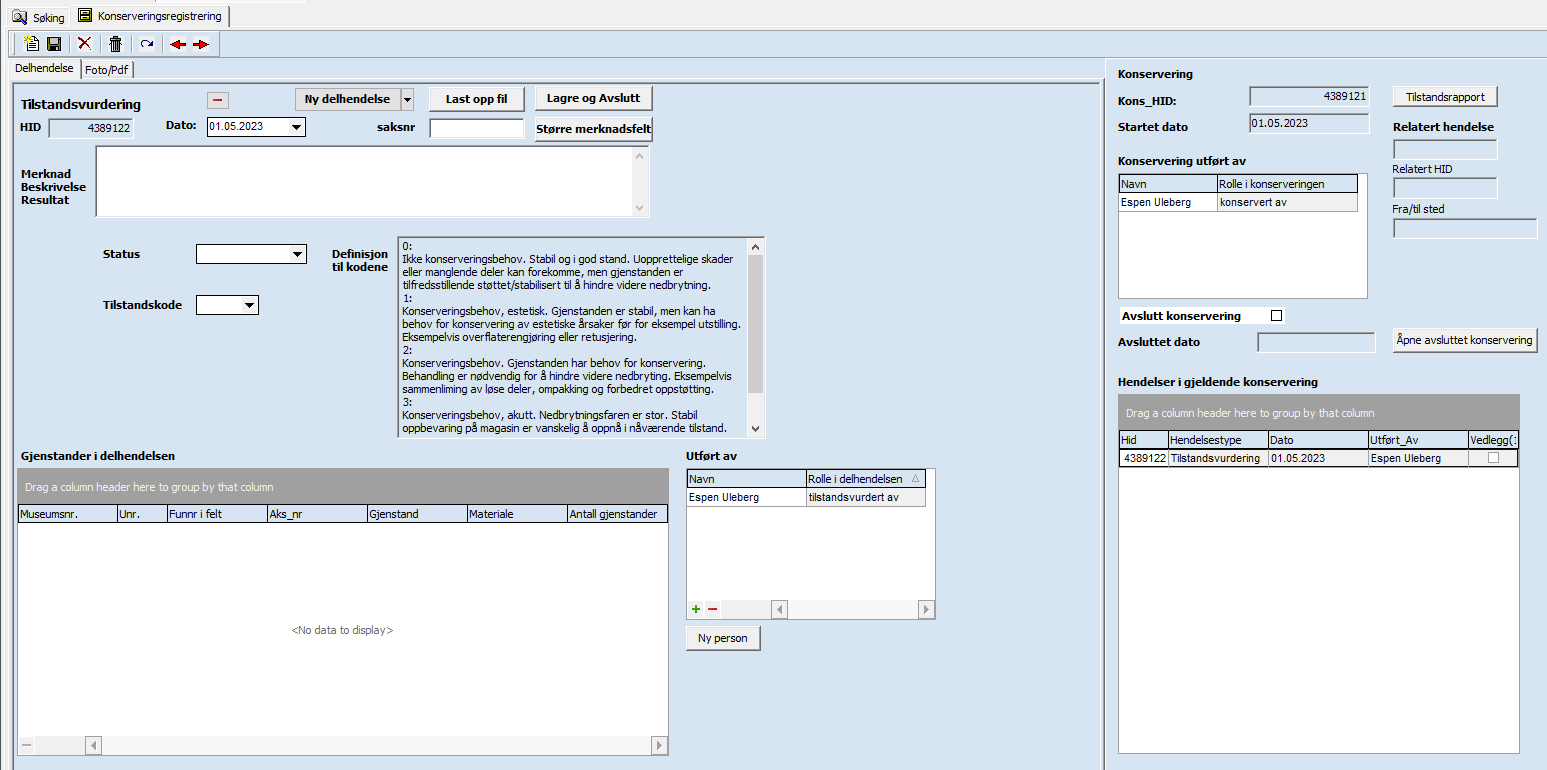 Søking
Konserveringsregistrering
Delhendelse
Foto/Pdf
Tilstandsvurdering
Ny delhendelse
Last opp fil
Lagre og Avslutt
HID
4389122
Dato:
01.05.2023
saksnr
Større merknadsfelt
Merknad
Beskrivelse
Resultat
Status
Tilstandskode
Definisjon
til kodene
0:
Ikke konserveringsbehov. Stabil og i god stand. Uopprettelige skader
eller manglende deler kan forekomme, men gjenstanden er
tilfredsstillende støttet/stabilisert til å hindre videre nedbrytning.
1:
Konserveringsbehov, estetisk. Gjenstanden er stabil, men kan ha
behov for konservering av estetiske årsaker før for eksempel utstilling.
Eksempelvis overflaterengjøring eller retusjering.
2:
Konserveringsbehov. Gjenstanden har behov for konservering.
Behandling er nødvendig for å hindre videre nedbryting. Eksempelvis
sammenliming av løse deler, ompakking og forbedret oppstøtting.
3:
Konserveringsbehov, akutt. Nedbrytningsfaren er stor. Stabil
oppbevaring på magasin er vanskelig å oppnå i nåværende tilstand.
Gjenstander i delhendelsen
Drag a column header here to group by that column
Museumsnr. Unr. Funnr i felt Aks_nr Gjenstand Materiale Antall gjenstander
<No data to display>
Utført av
Navn Rolle i delhendelsen
Espen Uleberg tilstandsvurdert av
Ny person
Konservering
Kons_HID:
4389121
Tilstandsrapport
Startet dato
01.05.2023
Relatert hendelse
Relatert HID
Fra/til sted
Konservering utført av
Navn Rolle i konserveringen
Espen Uleberg konservert av
Avslutt konservering
Avsluttet dato
Åpne avsluttet konservering
Hendelser i gjeldende konservering
Drag a column header here to group by that column
Hid Hendelsestype Dato Utført_Av Vedlegg(:
4389122 Tilstandsvurdering 01.05.2023 Espen Uleberg